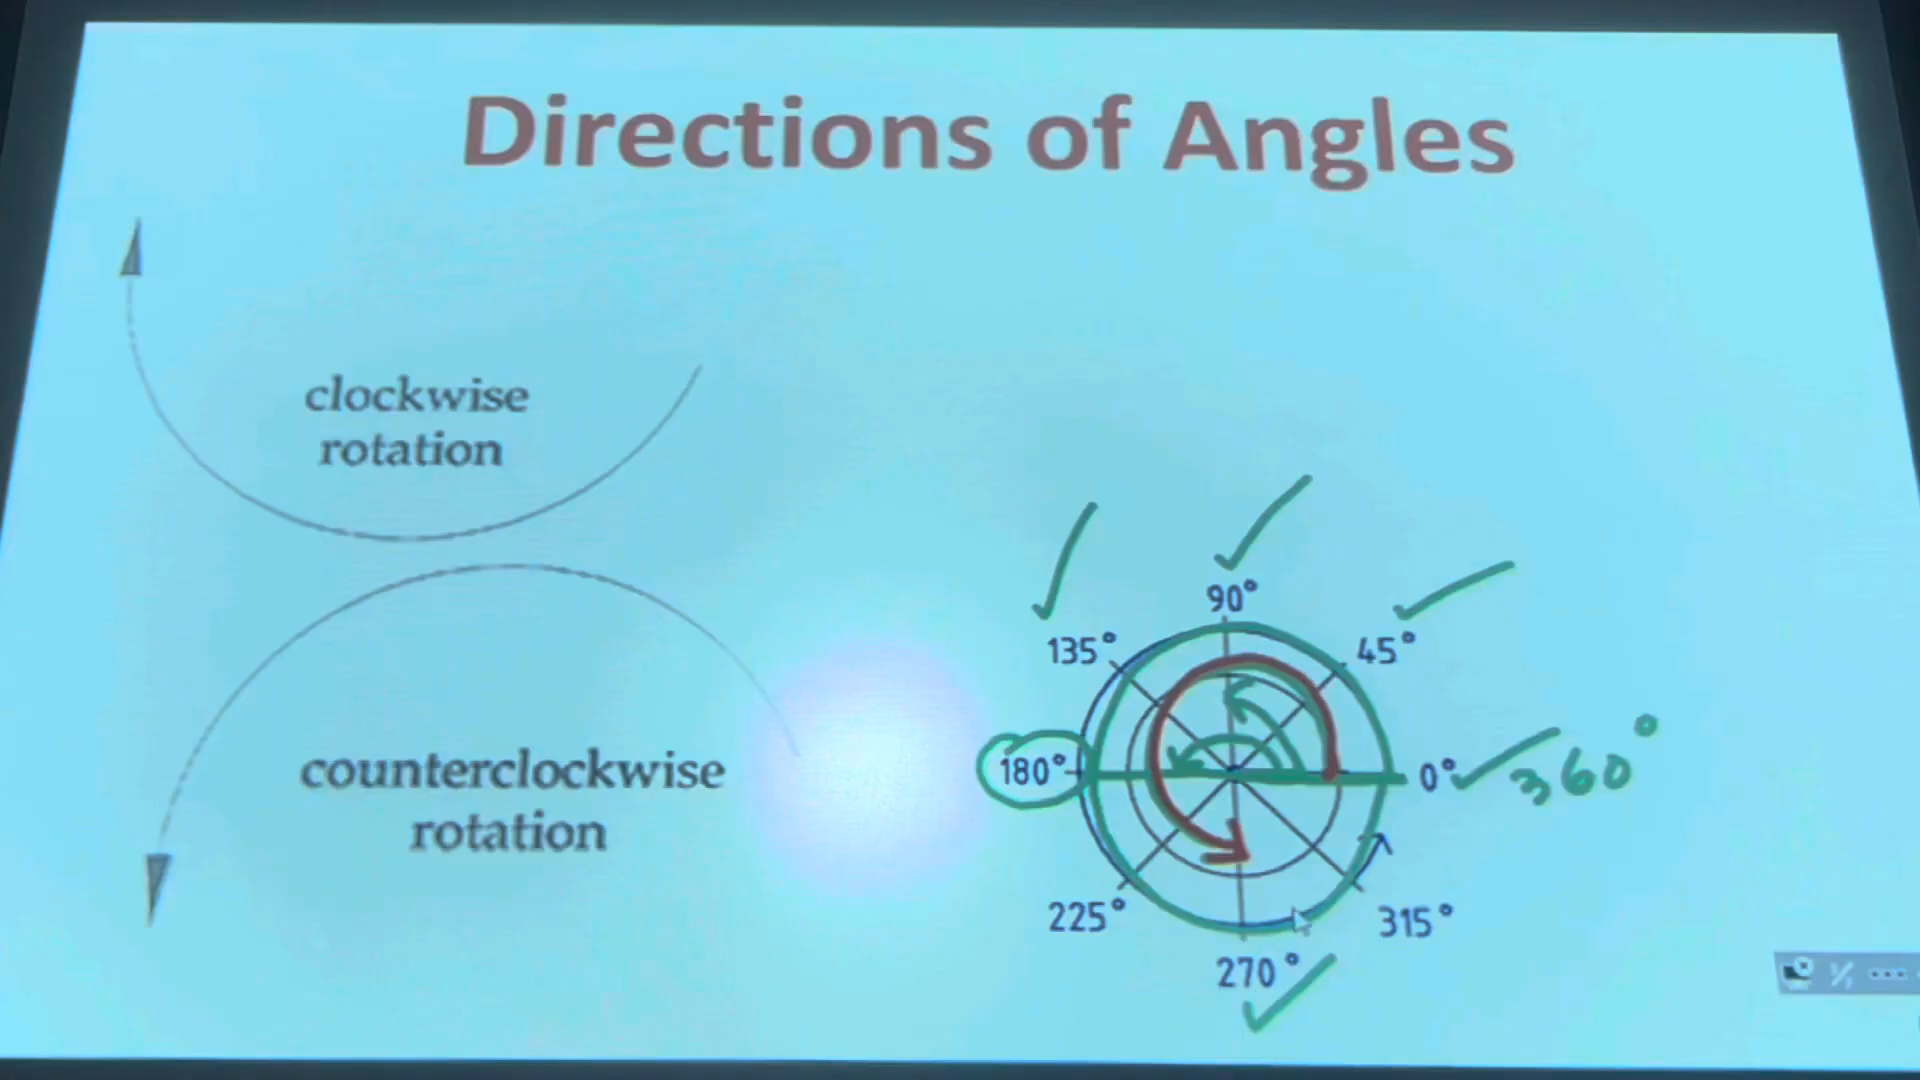 Directions of Angles
clockwise
rotation
counterclockwise
rotation
90°
135°
45°
180°
0°
360°
225°
315°
270°